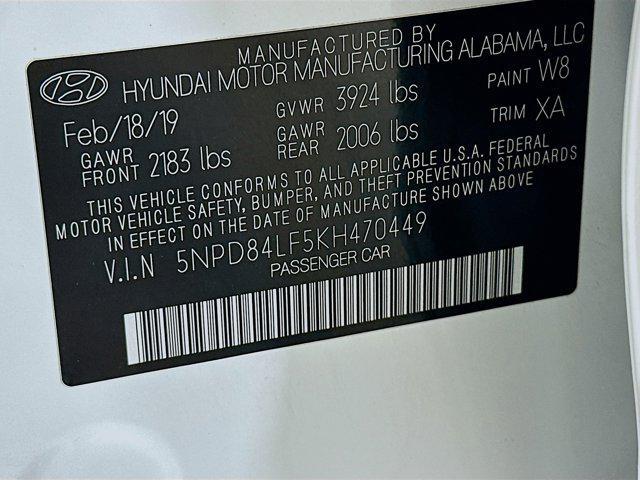 MANUFACTURED BY
HYUNDAI MOTOR MANUFACTURING ALABAMA, LLC
Feb/18/19 GVWR 3924 lbs PAINT W8
GAWR FRONT 2183 lbs GAWR REAR 2006 lbs TRIM XA
THIS VEHICLE CONFORMS TO ALL APPLICABLE U.S.A. FEDERAL
MOTOR VEHICLE SAFETY, BUMPER, AND THEFT PREVENTION STANDARDS
IN EFFECT ON THE DATE OF MANUFACTURE SHOWN ABOVE
V.I.N 5NPD84LF5KH470449
PASSENGER CAR